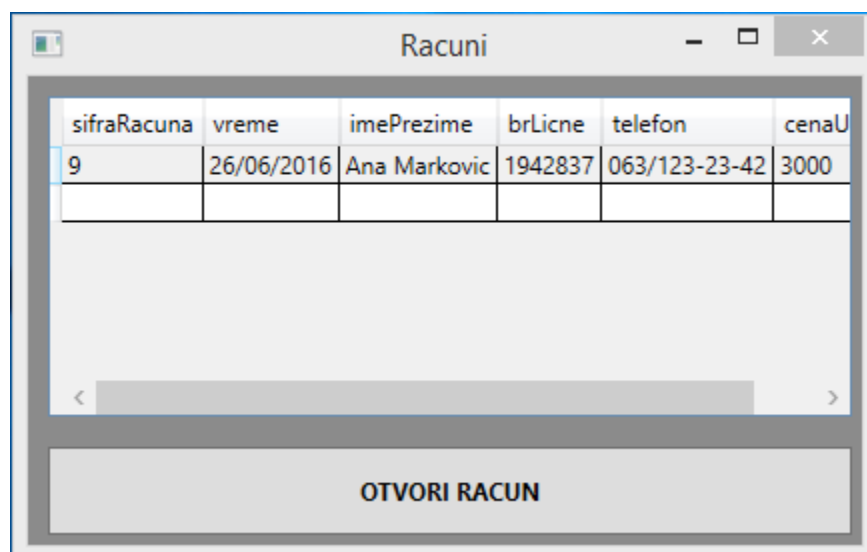 Racuni
sifraRacuna vreme imePrezime brLicne telefon cenaU
9 26/06/2016 Ana Markovic 1942837 063/123-23-42 3000
OTVORI RACUN